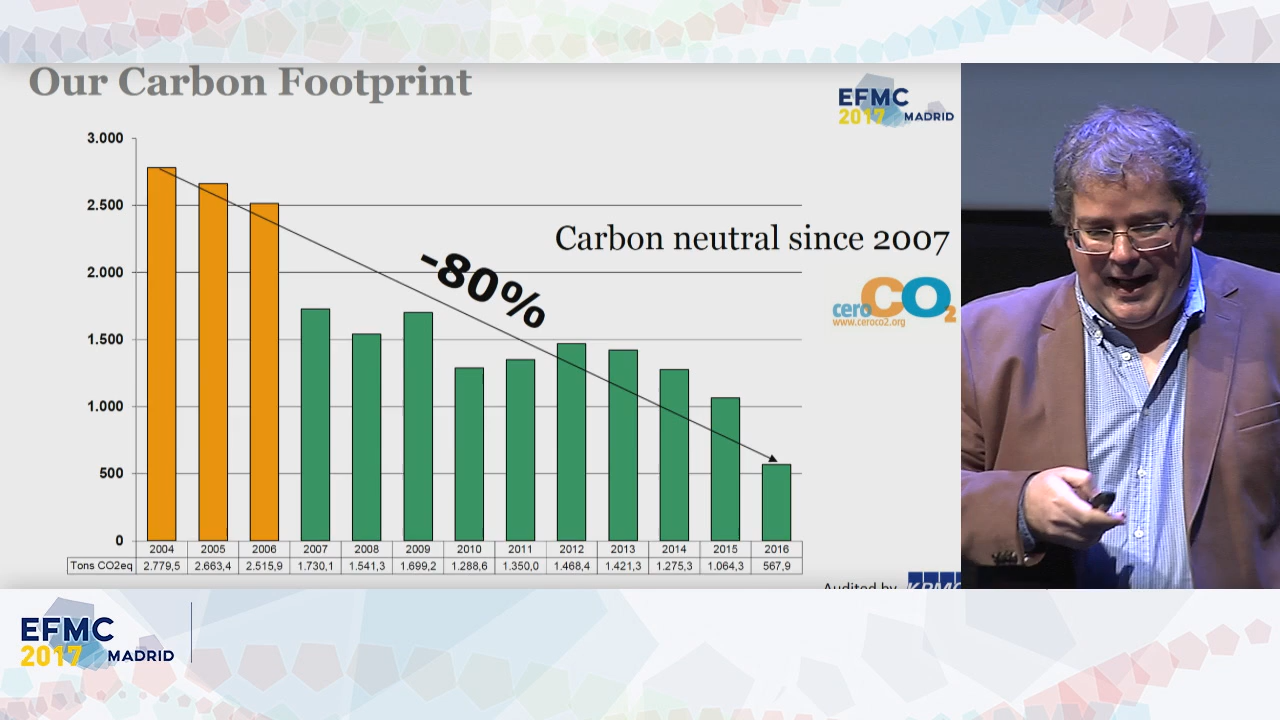 Our Carbon Footprint
EFMC
2017 MADRID
3.000
2.500
2.000
1.500
1.000
500
0
-80%
Carbon neutral since 2007
ceroCO2
www.ceroco2.org
2004 2005 2006 2007 2008 2009 2010 2011 2012 2013 2014 2015 2016
Tons CO2eq 2.779,5 2.663,4 2.515,9 1.730,1 1.541,3 1.699,2 1.288,6 1.350,0 1.468,4 1.421,3 1.275,3 1.064,3 567,9
Audited by KPMG
EFMC
2017 MADRID